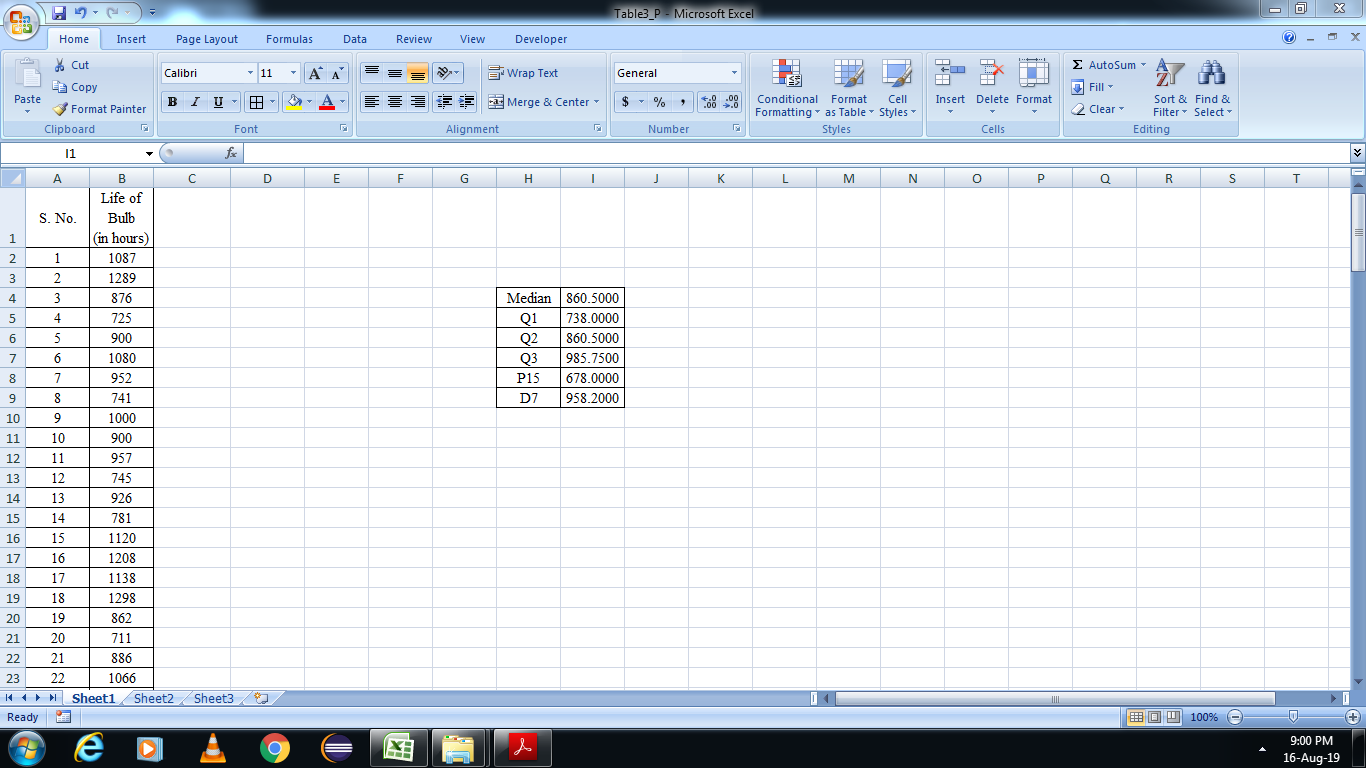 Table3_P - Microsoft Excel
Home Insert Page Layout Formulas Data Review View Developer
Cut
Copy
Format Painter
Paste
Clipboard
Calibri 11
B I U
Font
Wrap Text
Merge & Center
Alignment
General
$ % ,
Number
Conditional Formatting
Format as Table
Cell Styles
Styles
Insert Delete Format
Cells
AutoSum
Fill
Clear
Sort & Filter
Find & Select
Editing
I1 fx
A B C D E F G H I J K L M N O P Q R S T
1 S. No. Life of Bulb (in hours)
2 1 1087
3 2 1289
4 3 876 Median 860.5000
5 4 725 Q1 738.0000
6 5 900 Q2 860.5000
7 6 1080 Q3 985.7500
8 7 952 P15 678.0000
9 8 741 D7 958.2000
10 9 1000
11 10 900
12 11 957
13 12 745
14 13 926
15 14 781
16 15 1120
17 16 1208
18 17 1138
19 18 1298
20 19 862
21 20 711
22 21 886
23 22 1066
Sheet1 Sheet2 Sheet3
Ready 100%
9:00 PM
16-Aug-19